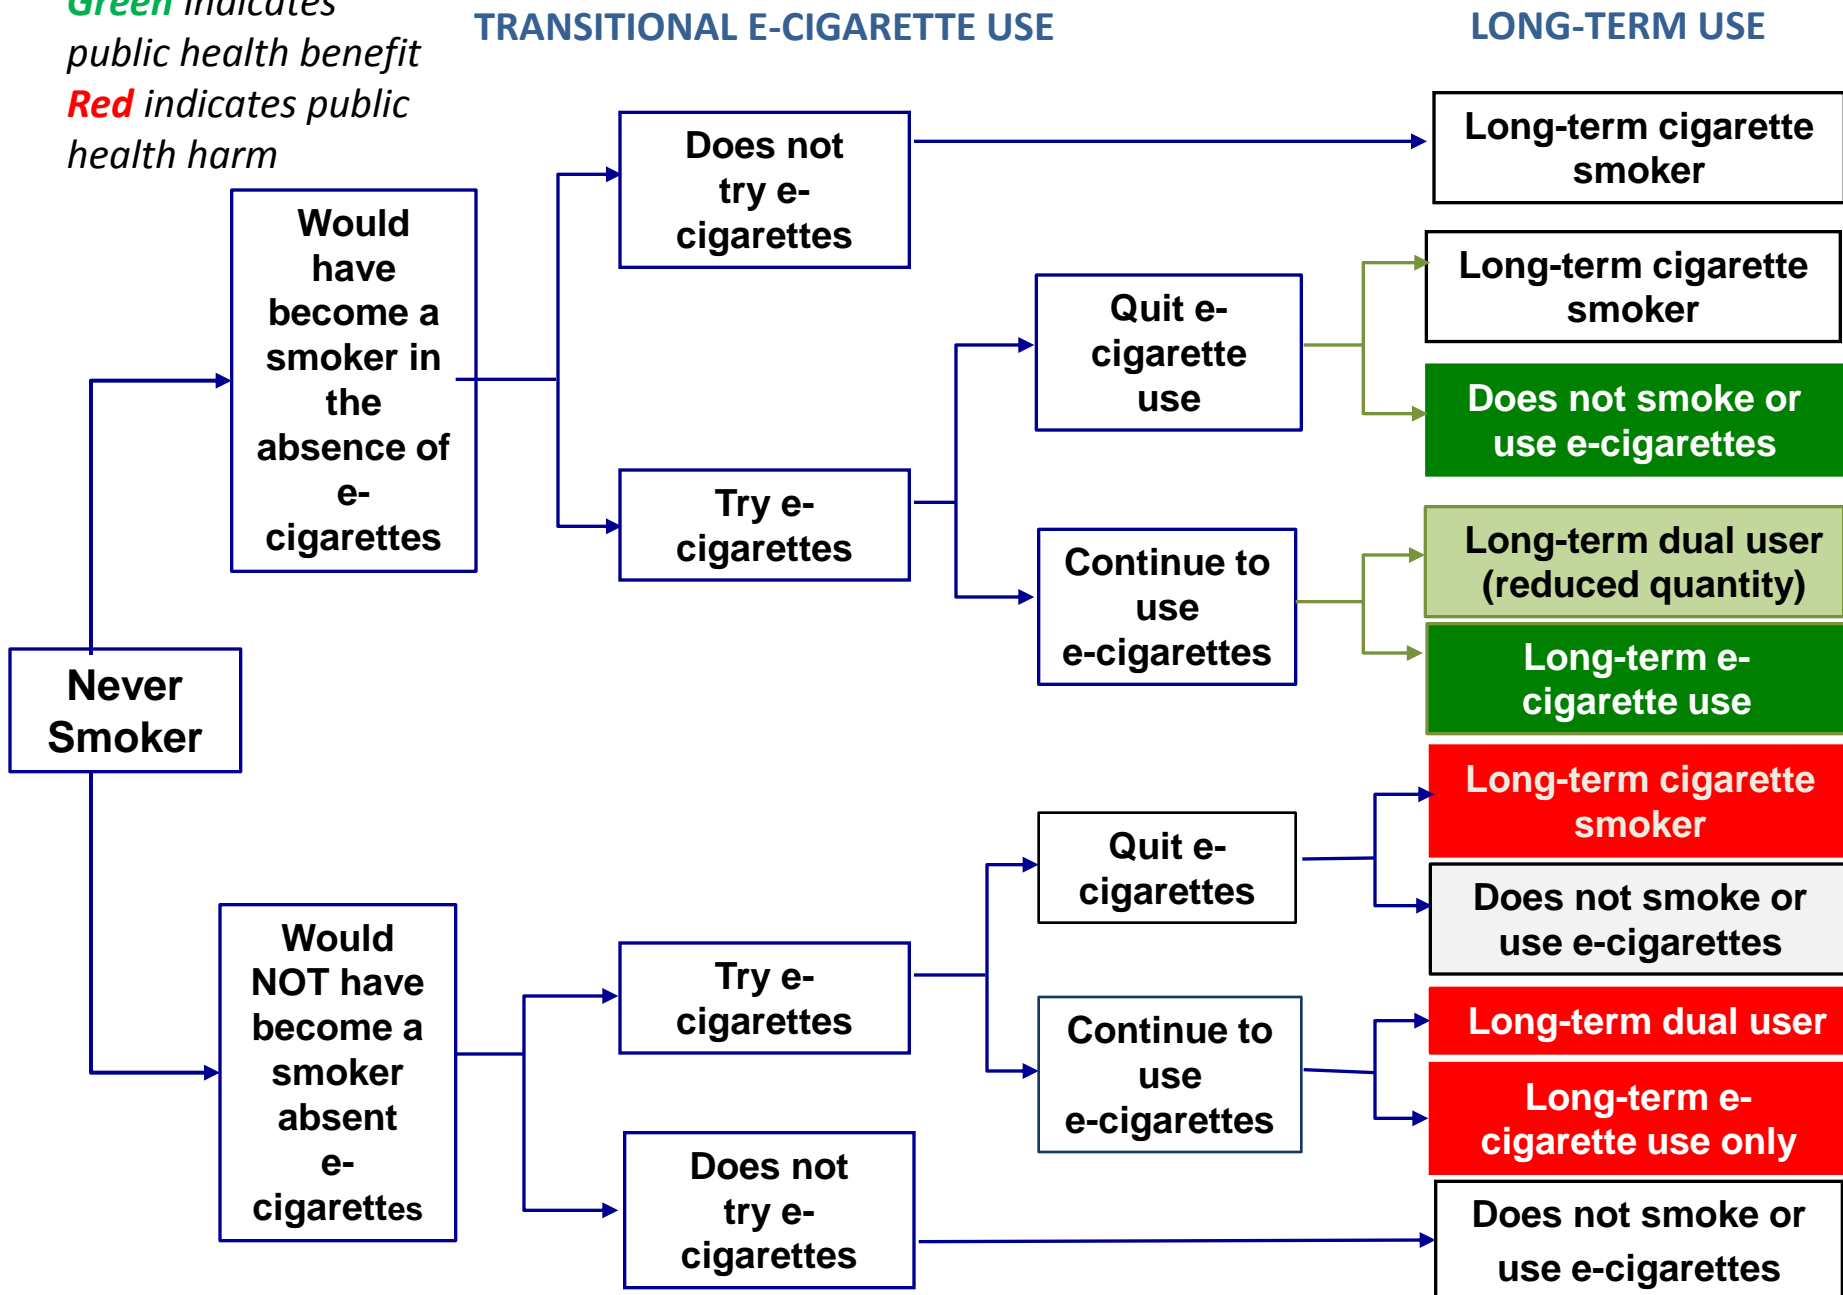 Green indicates
public health benefit
Red indicates public
health harm
TRANSITIONAL E-CIGARETTE USE
LONG-TERM USE
Never
Smoker
Would
have
become a
smoker in
the
absence of
e-
cigarettes
Does not
try e-
cigarettes
Long-term cigarette
smoker
Try e-
cigarettes
Quit e-
cigarette
use
Long-term cigarette
smoker
Does not smoke or
use e-cigarettes
Continue to
use
e-cigarettes
Long-term dual user
(reduced quantity)
Long-term e-
cigarette use
Would
NOT have
become a
smoker
absent
e-
cigarettes
Try e-
cigarettes
Quit e-
cigarettes
Long-term cigarette
smoker
Does not smoke or
use e-cigarettes
Continue to
use
e-cigarettes
Long-term dual user
Long-term e-
cigarette use only
Does not
try e-
cigarettes
Does not smoke or
use e-cigarettes